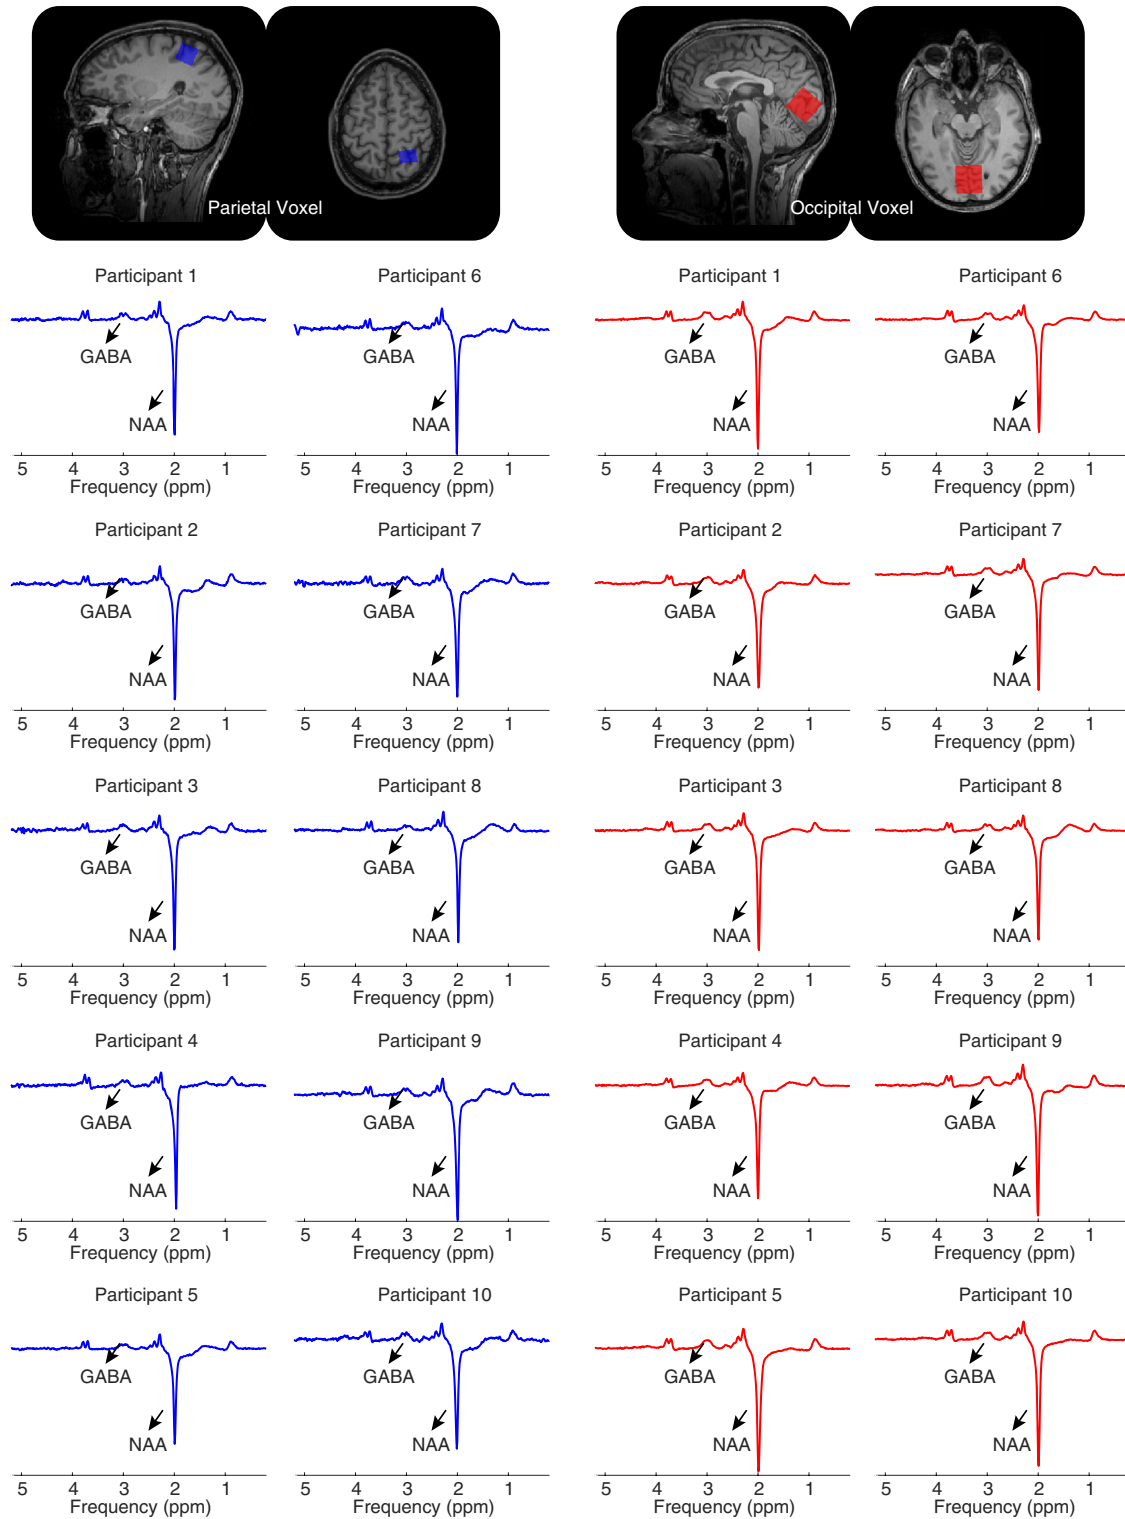 Parietal Voxel
Occipital Voxel
Participant 1
Participant 6
Participant 1
Participant 6
GABA
GABA
GABA
GABA
NAA
NAA
NAA
NAA
5 4 3 2 1
5 4 3 2 1
5 4 3 2 1
5 4 3 2 1
Frequency (ppm)
Frequency (ppm)
Frequency (ppm)
Frequency (ppm)
Participant 2
Participant 7
Participant 2
Participant 7
GABA
GABA
GABA
GABA
NAA
NAA
NAA
NAA
5 4 3 2 1
5 4 3 2 1
5 4 3 2 1
5 4 3 2 1
Frequency (ppm)
Frequency (ppm)
Frequency (ppm)
Frequency (ppm)
Participant 3
Participant 8
Participant 3
Participant 8
GABA
GABA
GABA
GABA
NAA
NAA
NAA
NAA
5 4 3 2 1
5 4 3 2 1
5 4 3 2 1
5 4 3 2 1
Frequency (ppm)
Frequency (ppm)
Frequency (ppm)
Frequency (ppm)
Participant 4
Participant 9
Participant 4
Participant 9
GABA
GABA
GABA
GABA
NAA
NAA
NAA
NAA
5 4 3 2 1
5 4 3 2 1
5 4 3 2 1
5 4 3 2 1
Frequency (ppm)
Frequency (ppm)
Frequency (ppm)
Frequency (ppm)
Participant 5
Participant 10
Participant 5
Participant 10
GABA
GABA
GABA
GABA
NAA
NAA
NAA
NAA
5 4 3 2 1
5 4 3 2 1
5 4 3 2 1
5 4 3 2 1
Frequency (ppm)
Frequency (ppm)
Frequency (ppm)
Frequency (ppm)